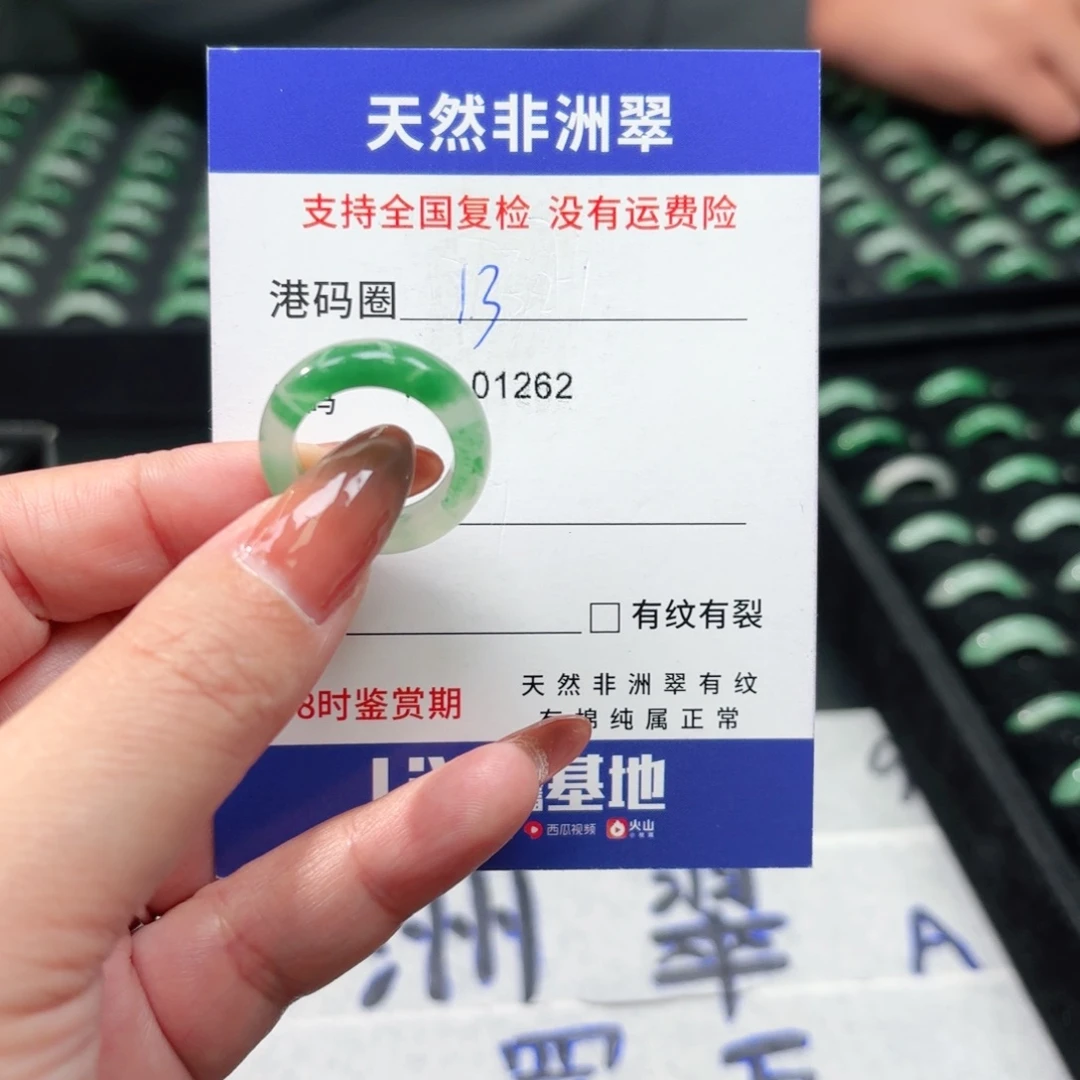 天然非洲翠
支持全国复检 没有运费险
港码圈 13
码 01262
□ 有纹有裂
8时鉴赏期
天然非洲翠有纹
有棉纯属正常
基地
西瓜视频 火山
洲翠 A